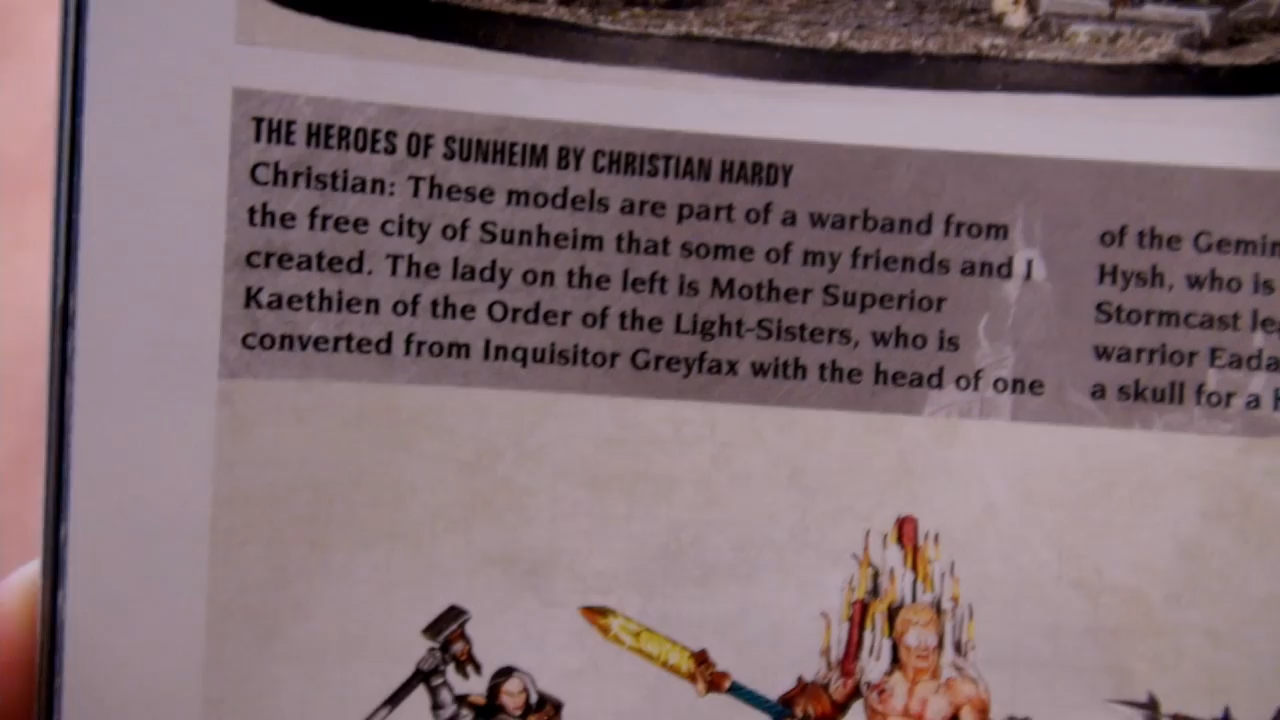 THE HEROES OF SUNHEIM BY CHRISTIAN HARDY
Christian: These models are part of a warband from
the free city of Sunheim that some of my friends and I
created. The lady on the left is Mother Superior
Kaethien of the Order of the Light-Sisters, who is
converted from Inquisitor Greyfax with the head of one
of the Gemin
Hysh, who is
Stormcast le
warrior Eada
a skull for a